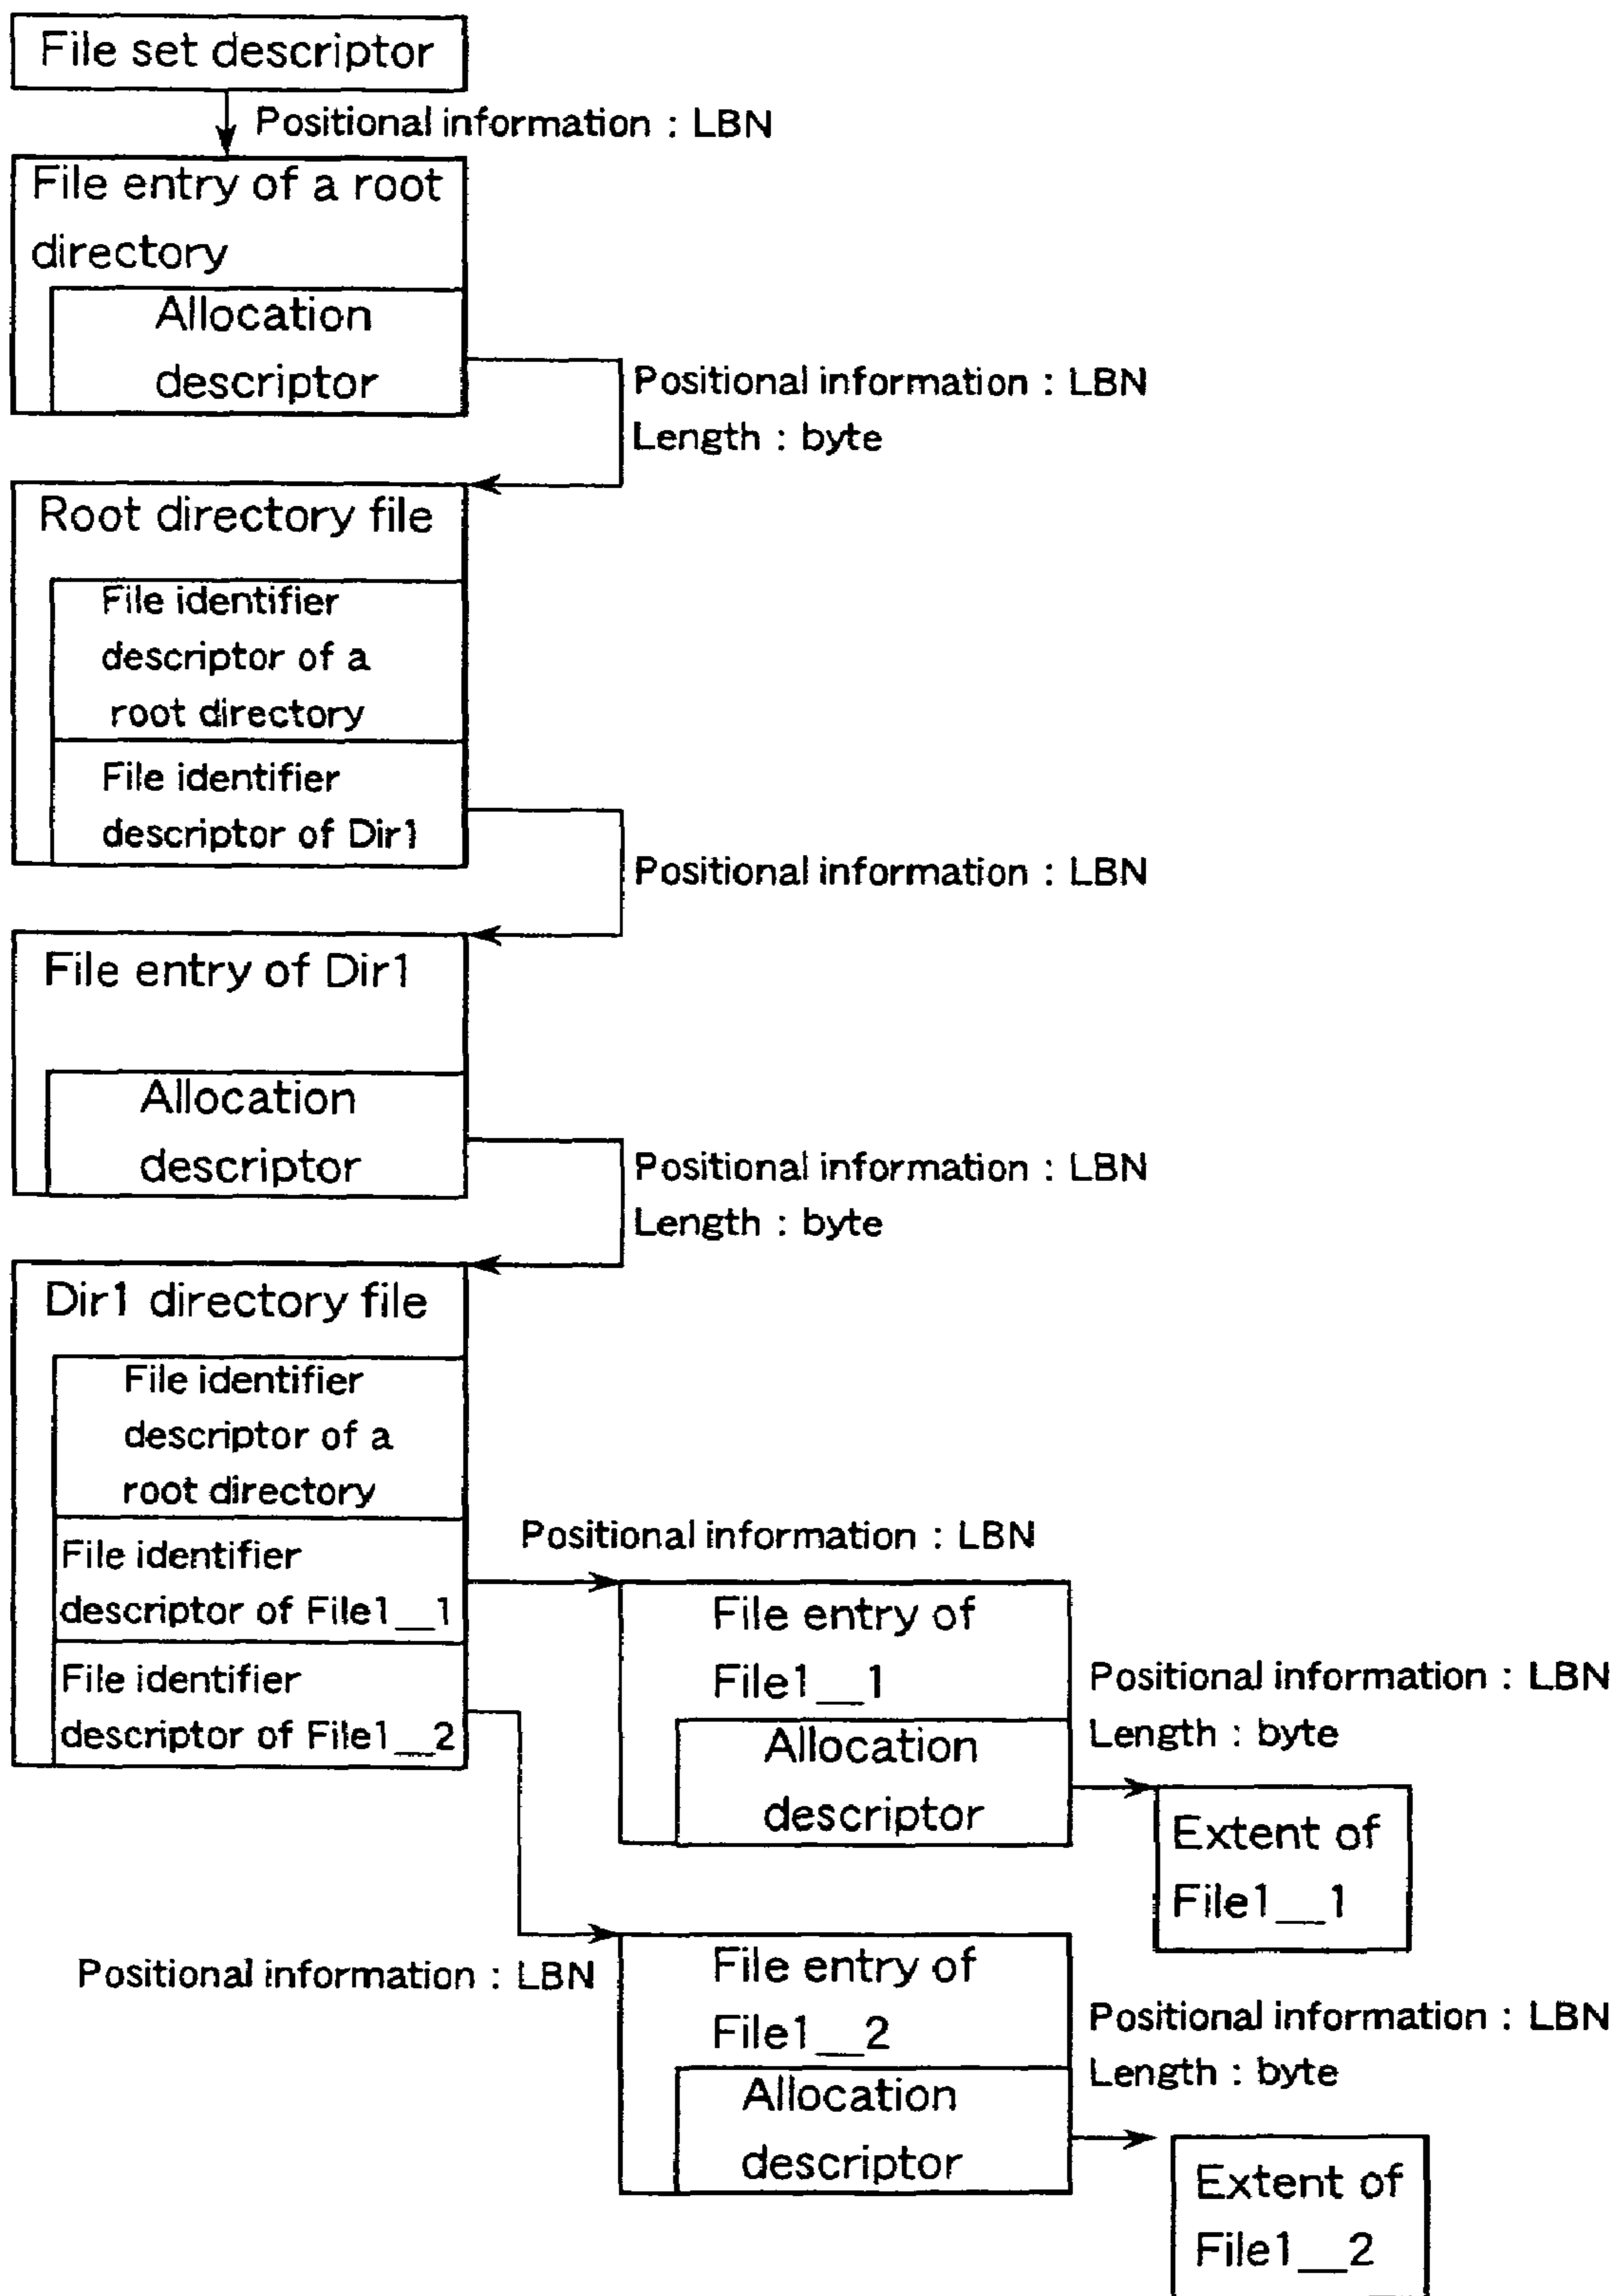 File set descriptor
Positional information : LBN
File entry of a root
directory
Allocation
descriptor
Positional information : LBN
Length : byte
Root directory file
File identifier
descriptor of a
root directory
File identifier
descriptor of Dir1
Positional information : LBN
File entry of Dir1
Allocation
descriptor
Positional information : LBN
Length : byte
Dir1 directory file
File identifier
descriptor of a
root directory
File identifier
descriptor of File1__1
File identifier
descriptor of File1__2
Positional information : LBN
File entry of
File1__1
Allocation
descriptor
Positional information : LBN
Length : byte
Extent of
File1__1
Positional information : LBN
File entry of
File1__2
Allocation
descriptor
Positional information : LBN
Length : byte
Extent of
File1__2